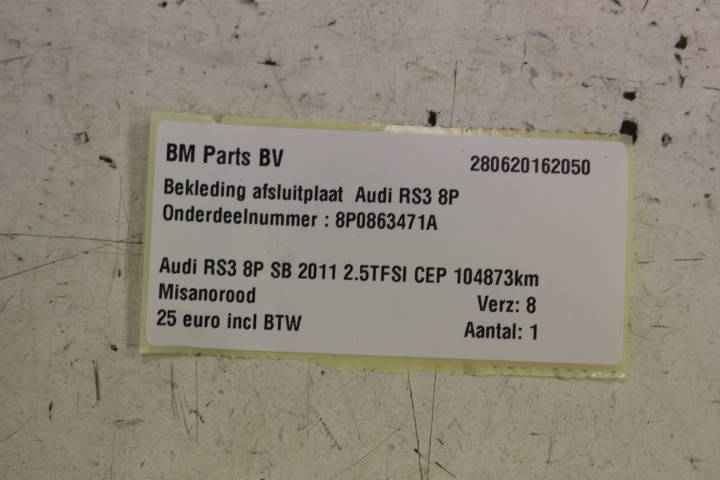 BM Parts BV 280620162050
Bekleding afsluitplaat Audi RS3 8P
Onderdeelnummer : 8P0863471A
Audi RS3 8P SB 2011 2.5TFSI CEP 104873km
Misanorood Verz: 8
25 euro incl BTW Aantal: 1